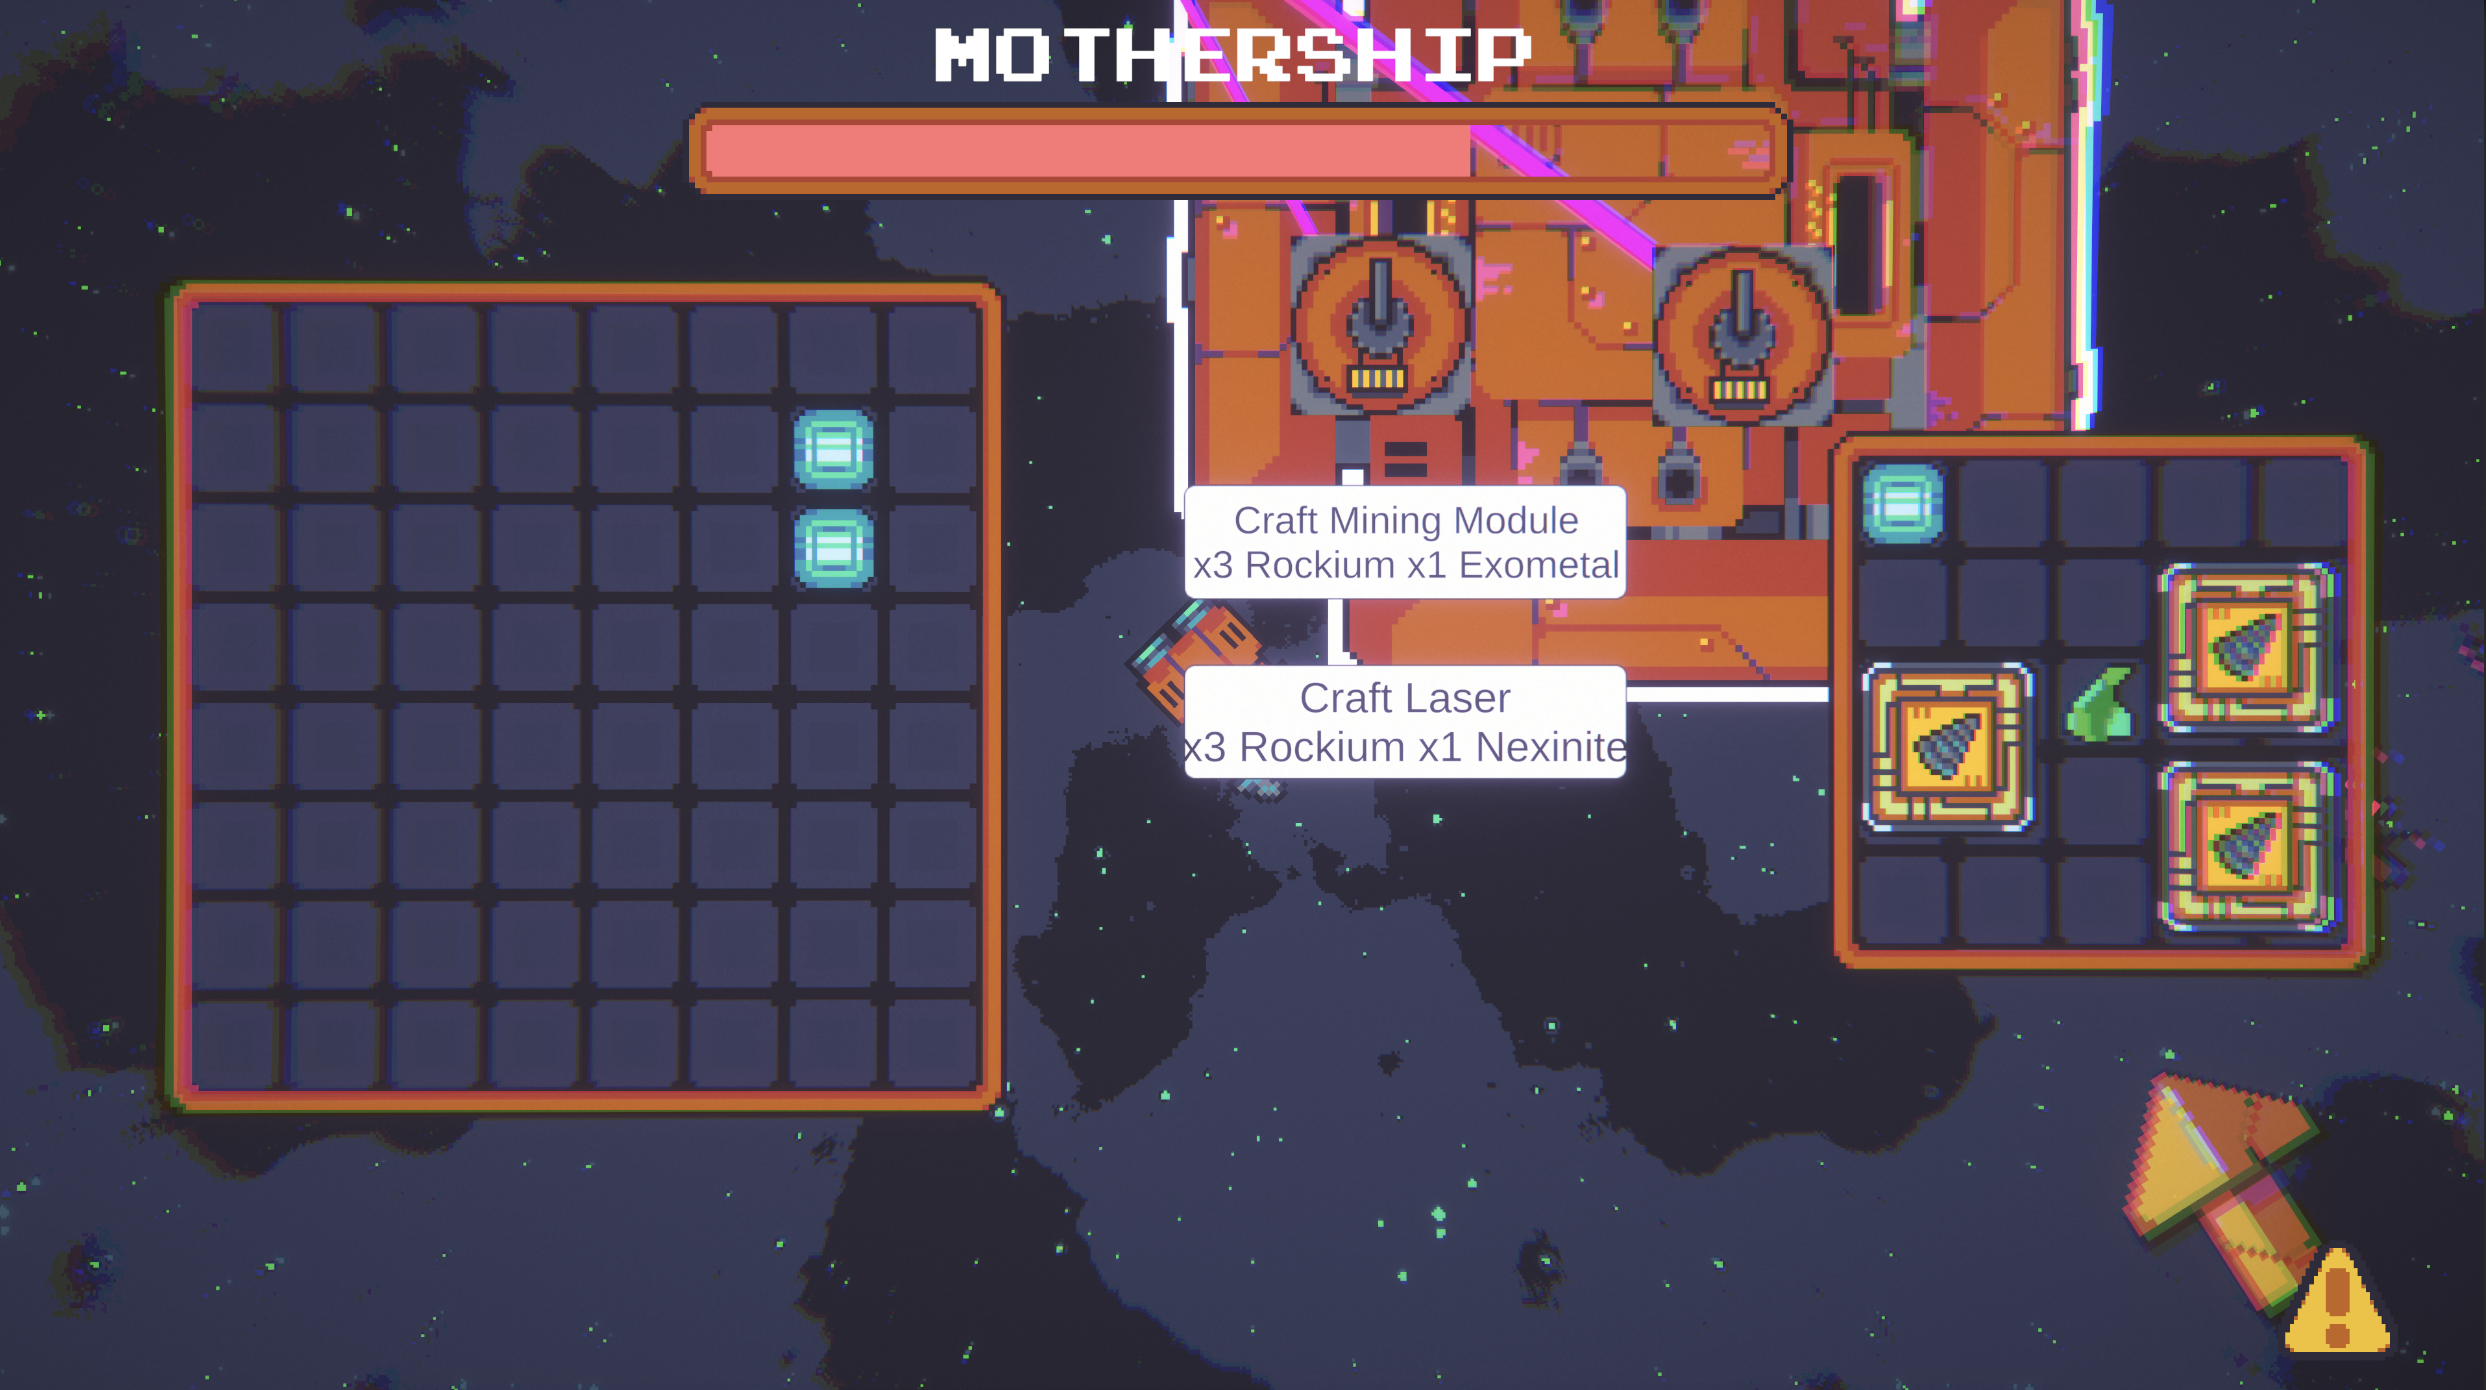 MOTHERSHIP
Craft Mining Module
x3 Rockium x1 Exometal
Craft Laser
x3 Rockium x1 Nexinite